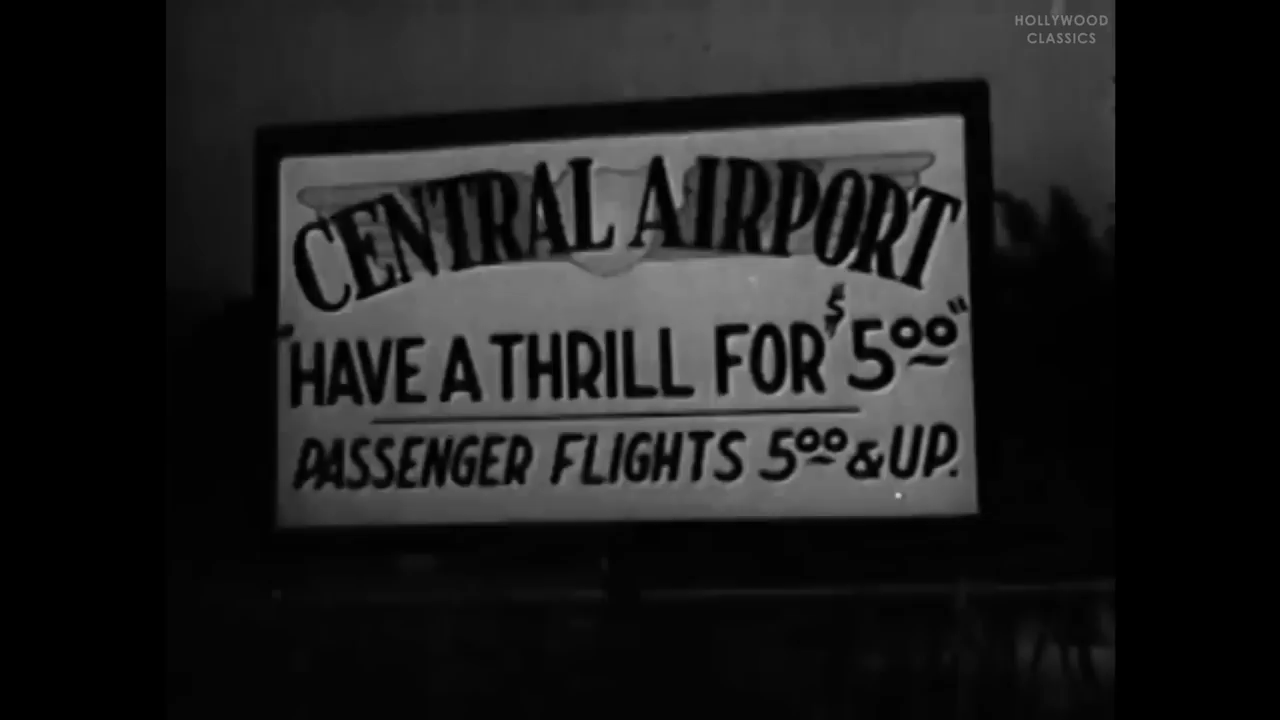 HOLLYWOOD
CLASSICS
CENTRAL AIRPORT
"HAVE A THRILL FOR $5.00"
PASSENGER FLIGHTS 5.00 & UP.